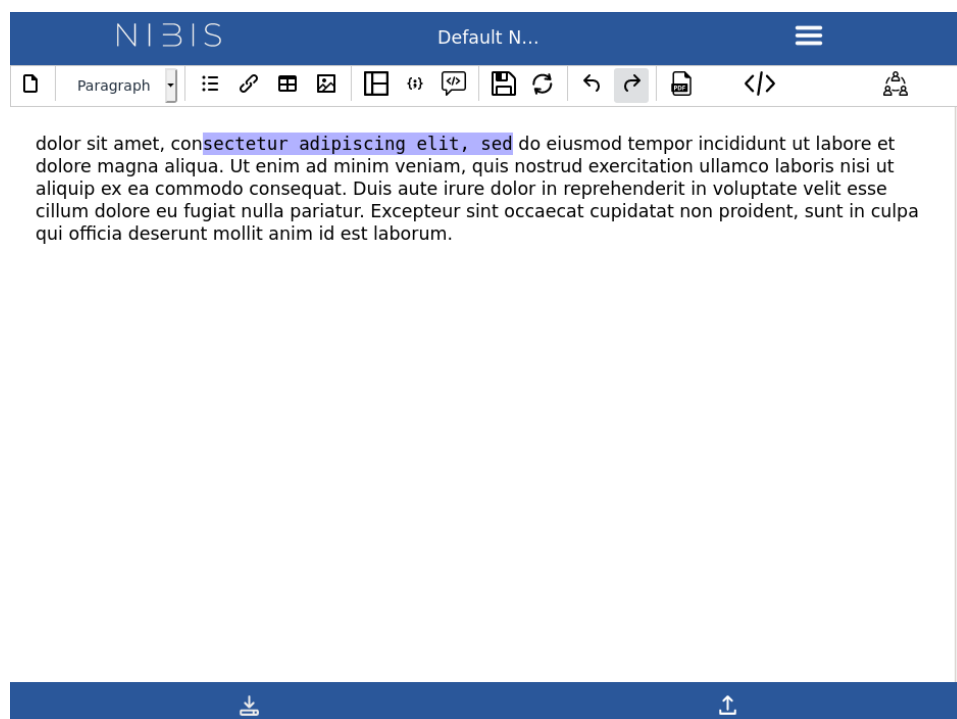 NIBIS
Default N...
Paragraph
PDF
dolor sit amet, consectetur adipiscing elit, sed do eiusmod tempor incididunt ut labore et
dolore magna aliqua. Ut enim ad minim veniam, quis nostrud exercitation ullamco laboris nisi ut
aliquip ex ea commodo consequat. Duis aute irure dolor in reprehenderit in voluptate velit esse
cillum dolore eu fugiat nulla pariatur. Excepteur sint occaecat cupidatat non proident, sunt in culpa
qui officia deserunt mollit anim id est laborum.